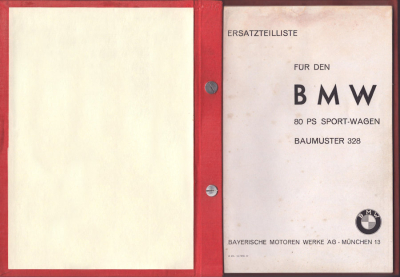 ERSATZTEILLISTE
FÜR DEN
BMW
80 PS SPORT-WAGEN
BAUMUSTER 328
BMW
BAYERISCHE MOTOREN WERKE AG - MÜNCHEN 13